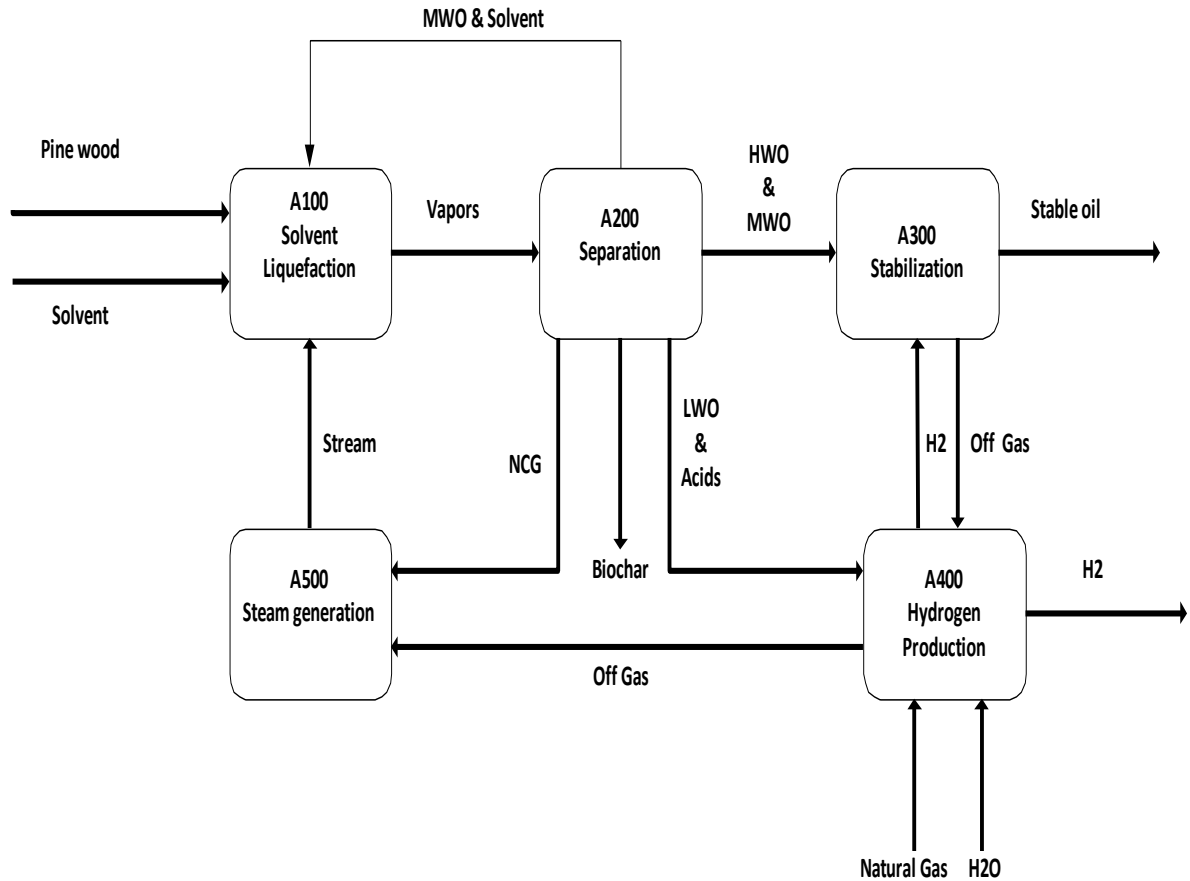 MWO & Solvent
Pine wood
Solvent
A100
Solvent
Liquefaction
Vapors
A200
Separation
HWO
&
MWO
A300
Stabilization
Stable oil
Stream
NCG
Biochar
LWO
&
Acids
H2
Off Gas
A500
Steam generation
Off Gas
A400
Hydrogen
Production
H2
Natural Gas
H2O